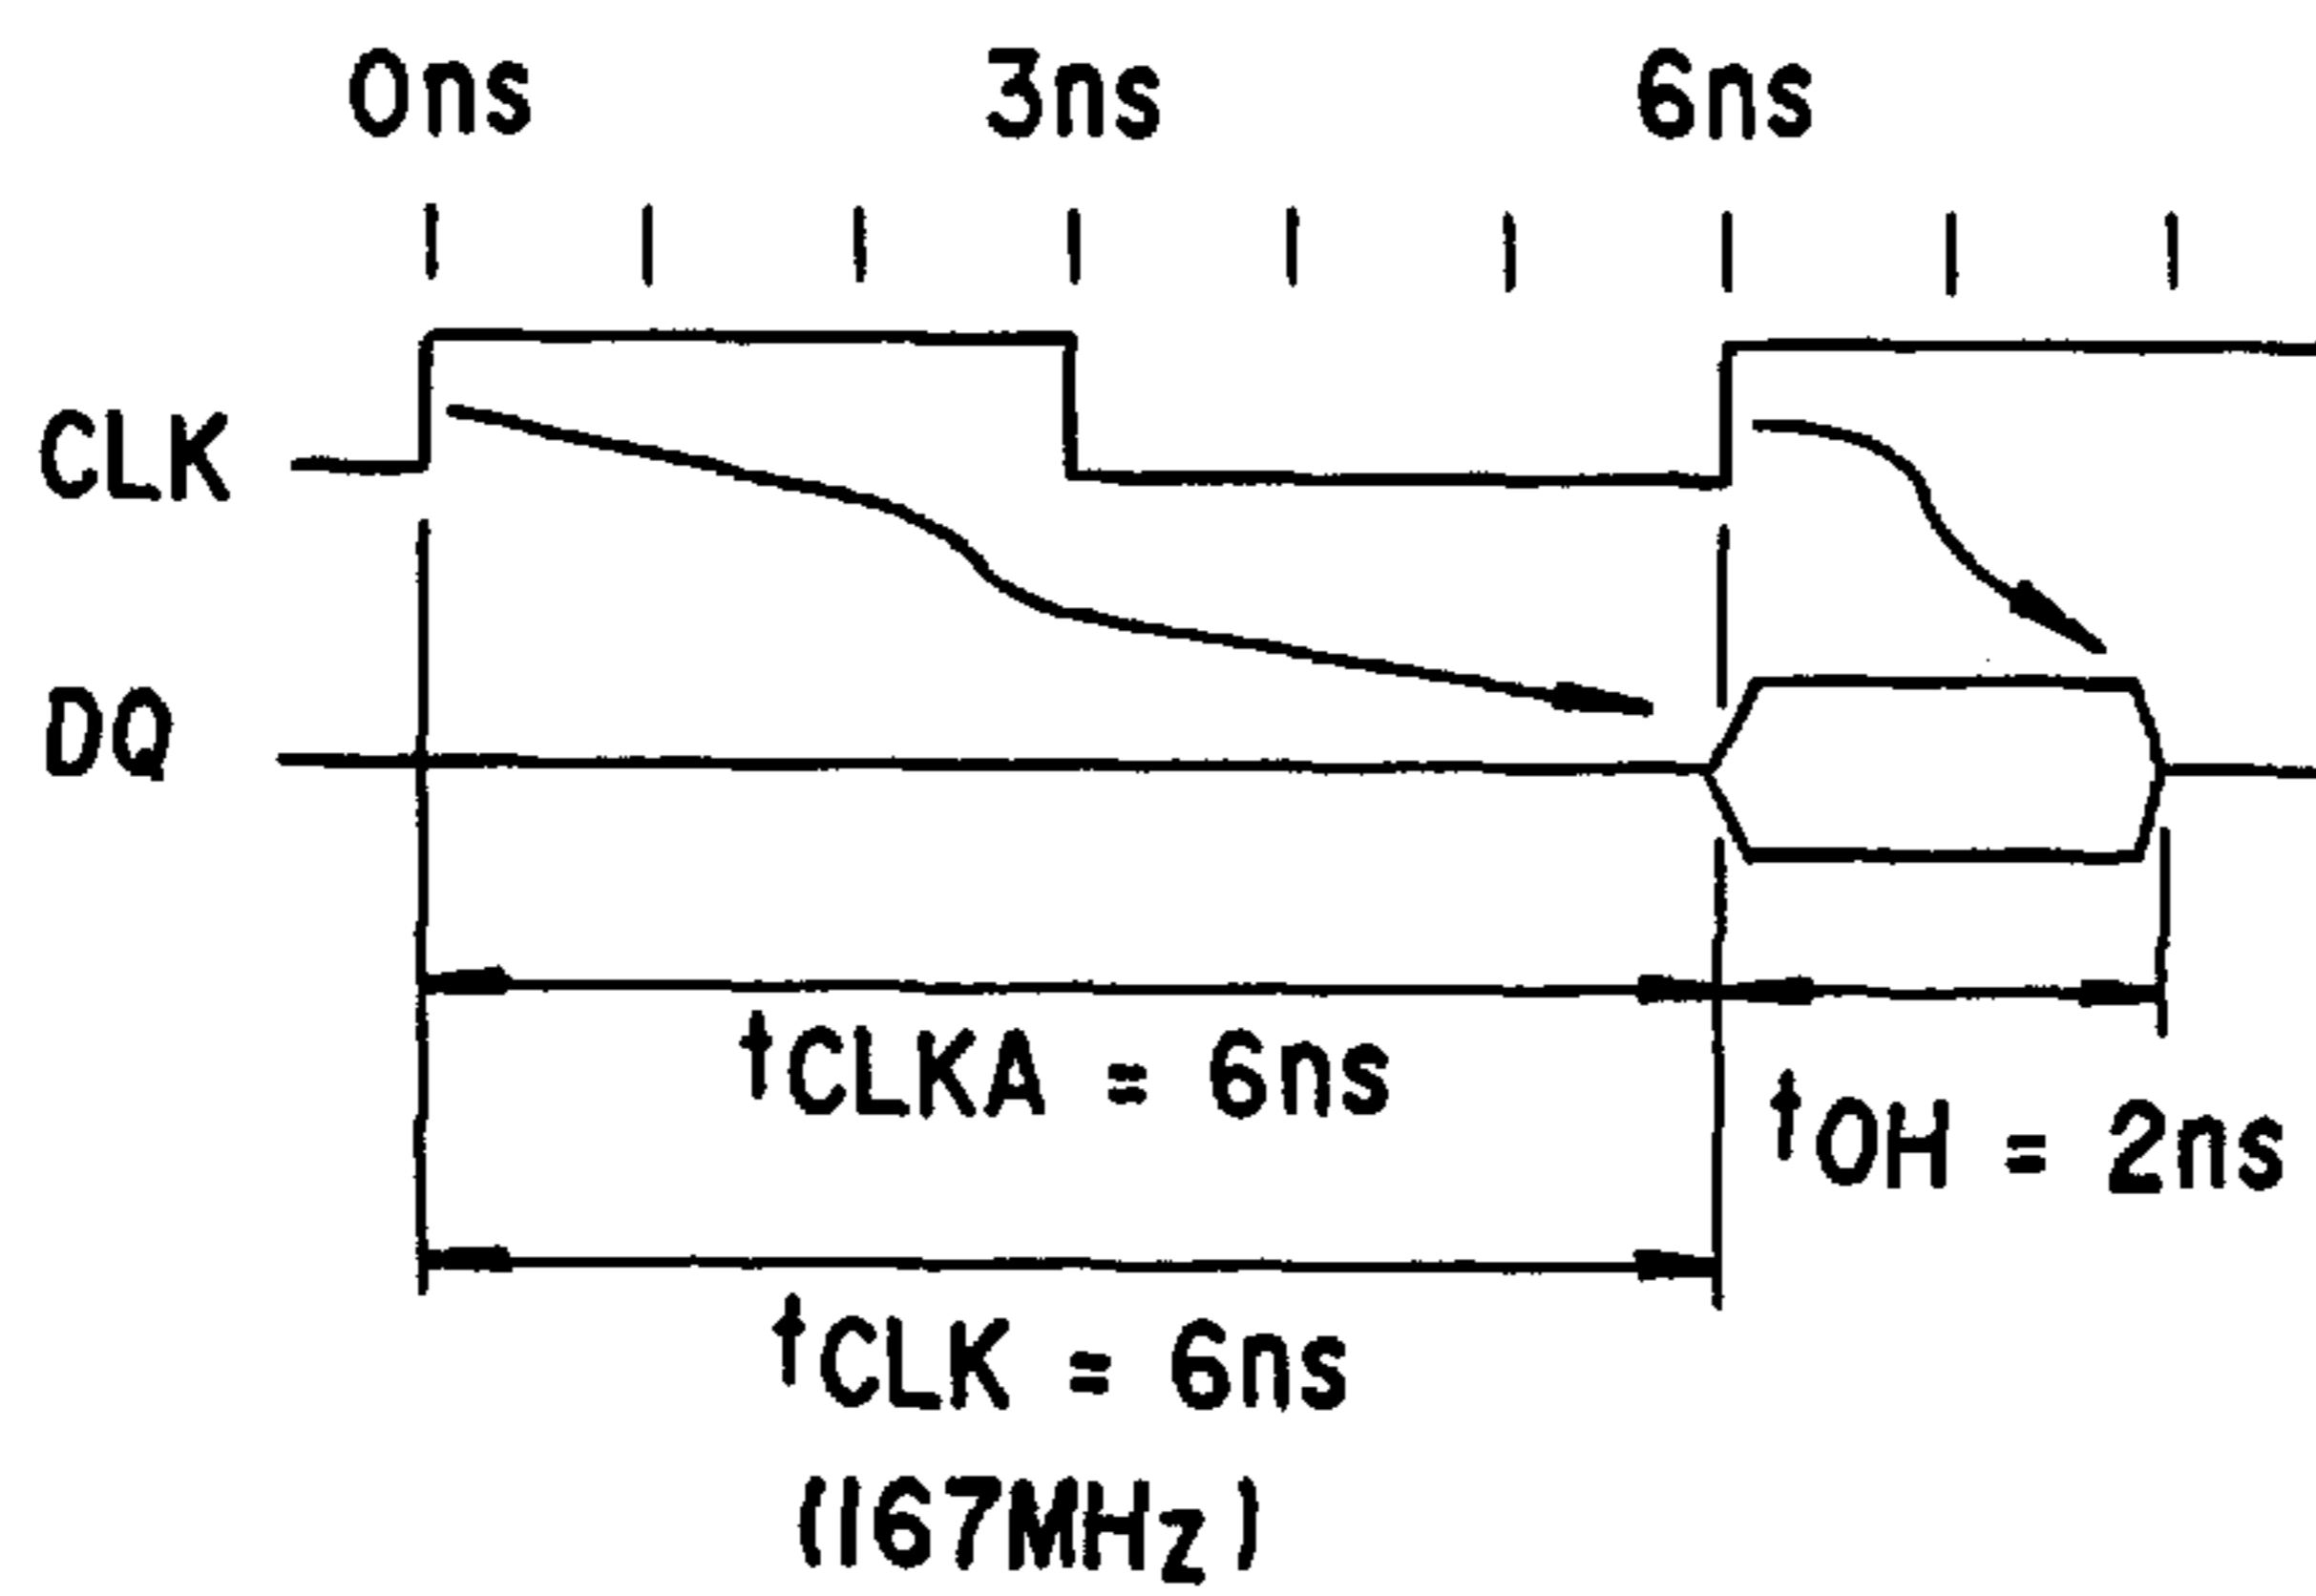 0ns 3ns 6ns
CLK
DQ
tCLKA = 6ns
tOH = 2ns
tCLK = 6ns
(167MHz)